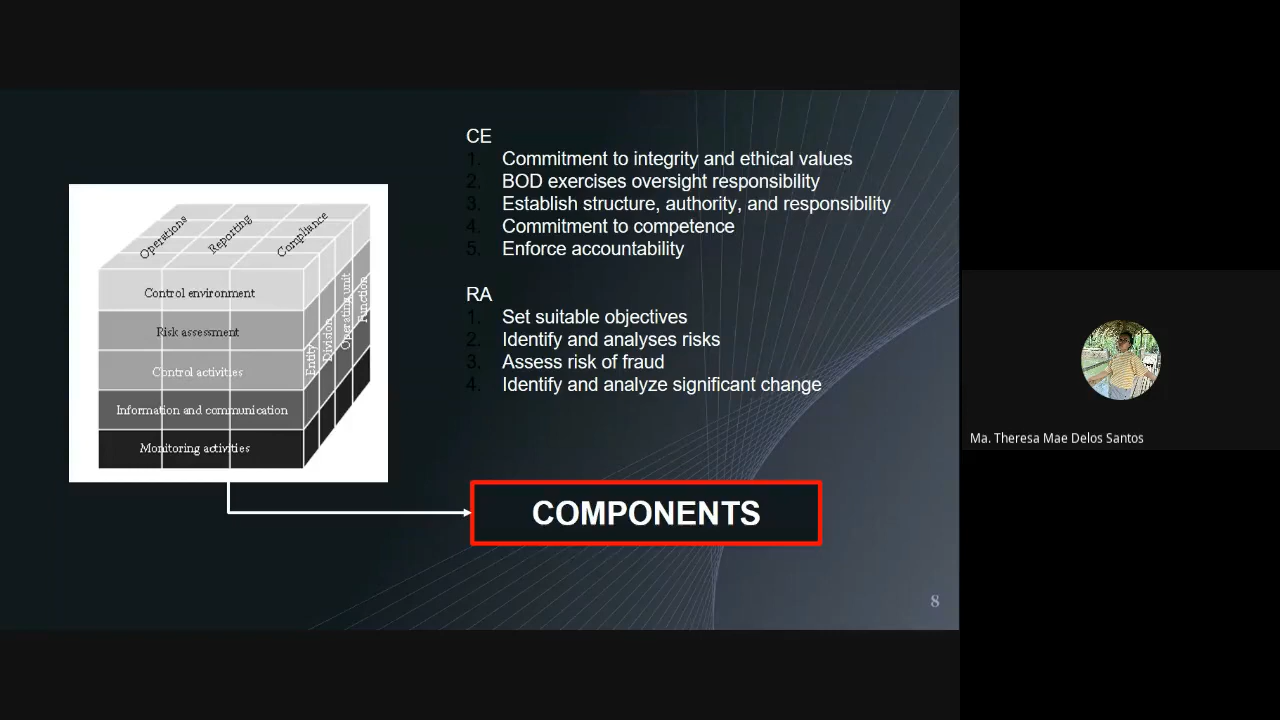 CE
1. Commitment to integrity and ethical values
2. BOD exercises oversight responsibility
3. Establish structure, authority, and responsibility
4. Commitment to competence
5. Enforce accountability
RA
1. Set suitable objectives
2. Identify and analyses risks
3. Assess risk of fraud
4. Identify and analyze significant change
Operations
Reporting
Compliance
Control environment
Risk assessment
Control activities
Information and communication
Monitoring activities
Entity
Division
Operating unit
Function
COMPONENTS
8
Ma. Theresa Mae Delos Santos